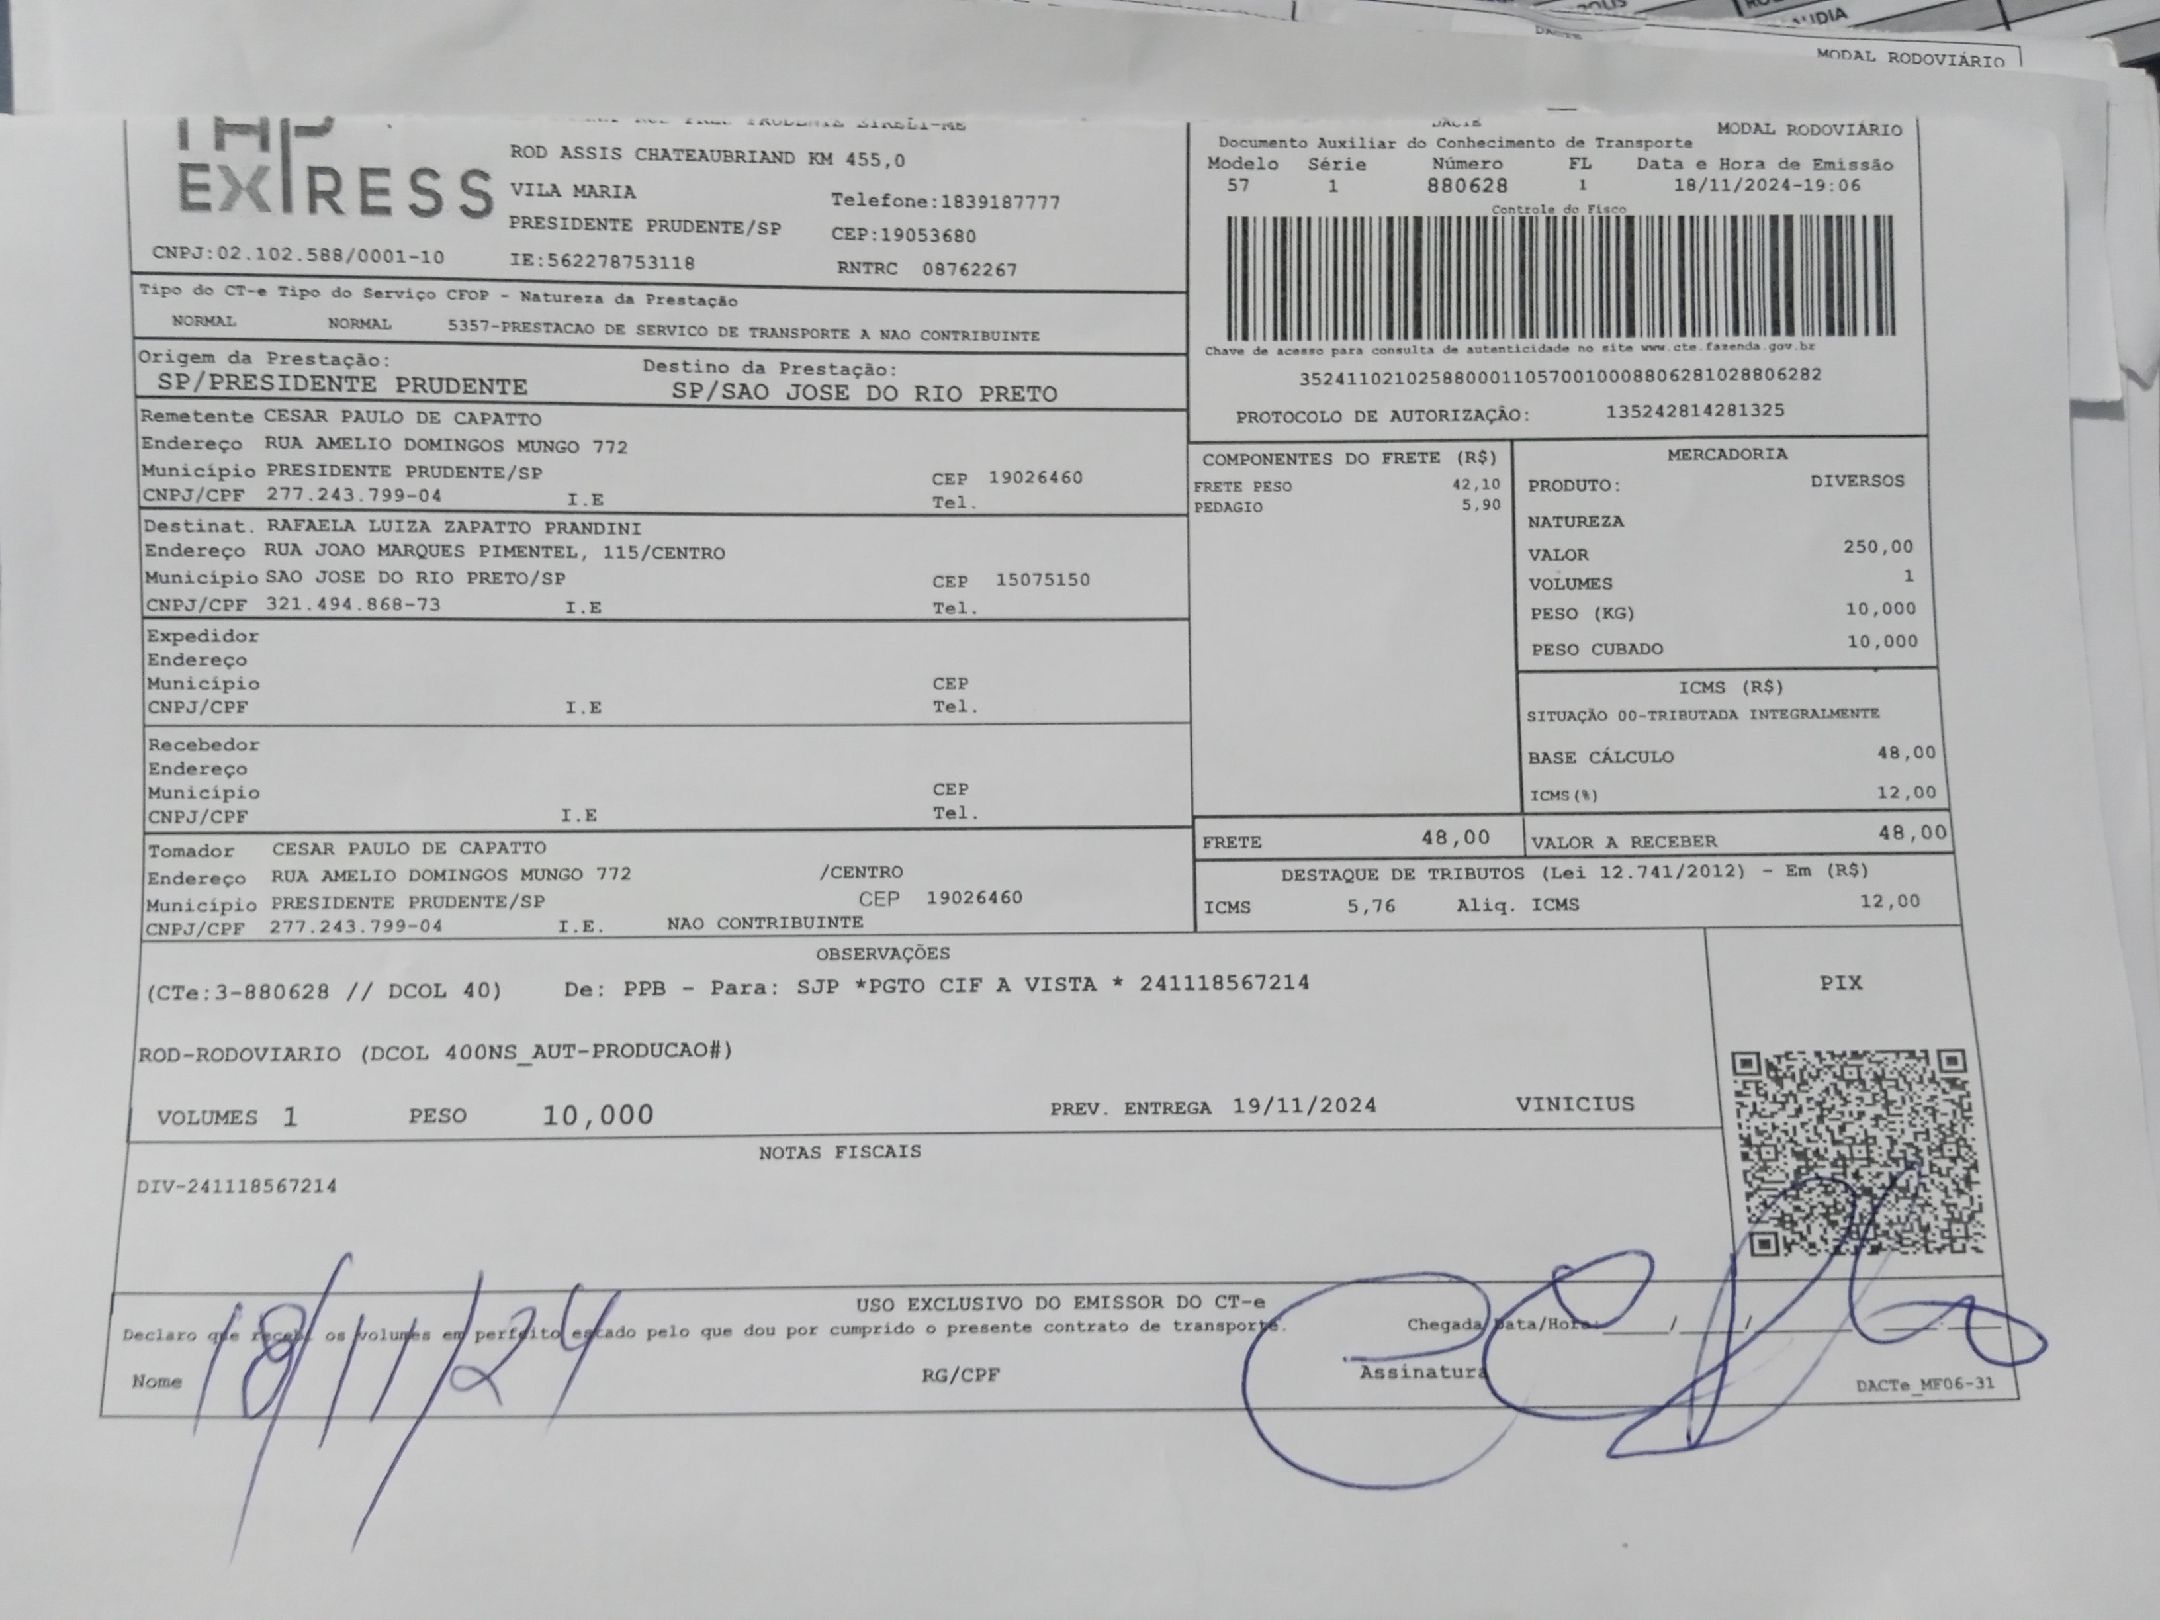 MODAL RODOVIÁRIO
EXPRESS
ROD ASSIS CHATEAUBRIAND KM 455,0
VILA MARIA Telefone:1839187777
PRESIDENTE PRUDENTE/SP CEP:19053680
CNPJ:02.102.588/0001-10 IE:562278753118 RNTRC 08762267
DACTE MODAL RODOVIÁRIO
Documento Auxiliar do Conhecimento de Transporte
Modelo Série Número FL Data e Hora de Emissão
57 1 880628 1 18/11/2024-19:06
Controle do Fisco
Chave de acesso para consulta de autenticidade no site www.cte.fazenda.gov.br
35241102102588000110570010008806281028806282
PROTOCOLO DE AUTORIZAÇÃO: 135242814281325
Tipo do CT-e Tipo do Serviço CFOP - Natureza da Prestação
NORMAL NORMAL 5357-PRESTACAO DE SERVICO DE TRANSPORTE A NAO CONTRIBUINTE
Origem da Prestação: Destino da Prestação:
SP/PRESIDENTE PRUDENTE SP/SAO JOSE DO RIO PRETO
Remetente CESAR PAULO DE CAPATTO
Endereço RUA AMELIO DOMINGOS MUNGO 772
Município PRESIDENTE PRUDENTE/SP CEP 19026460
CNPJ/CPF 277.243.799-04 I.E Tel.
Destinat. RAFAELA LUIZA ZAPATTO PRANDINI
Endereço RUA JOAO MARQUES PIMENTEL, 115/CENTRO
Município SAO JOSE DO RIO PRETO/SP CEP 15075150
CNPJ/CPF 321.494.868-73 I.E Tel.
Expedidor
Endereço
Município CEP
CNPJ/CPF I.E Tel.
Recebedor
Endereço
Município CEP
CNPJ/CPF I.E Tel.
Tomador CESAR PAULO DE CAPATTO
Endereço RUA AMELIO DOMINGOS MUNGO 772 /CENTRO
Município PRESIDENTE PRUDENTE/SP CEP 19026460
CNPJ/CPF 277.243.799-04 I.E. NAO CONTRIBUINTE
COMPONENTES DO FRETE (R$)
FRETE PESO 42,10
PEDAGIO 5,90
MERCADORIA
PRODUTO: DIVERSOS
NATUREZA
VALOR 250,00
VOLUMES 1
PESO (KG) 10,000
PESO CUBADO 10,000
ICMS (R$)
SITUAÇÃO 00-TRIBUTADA INTEGRALMENTE
BASE CÁLCULO 48,00
ICMS(%) 12,00
FRETE 48,00 VALOR A RECEBER 48,00
DESTAQUE DE TRIBUTOS (Lei 12.741/2012) - Em (R$)
ICMS 5,76 Aliq. ICMS 12,00
OBSERVAÇÕES
(CTe:3-880628 // DCOL 40) De: PPB - Para: SJP *PGTO CIF A VISTA * 241118567214
ROD-RODOVIARIO (DCOL 400NS_AUT-PRODUCAO#)
VOLUMES 1 PESO 10,000 PREV. ENTREGA 19/11/2024 VINICIUS
PIX
NOTAS FISCAIS
DIV-241118567214
USO EXCLUSIVO DO EMISSOR DO CT-e
Declaro que recebi os volumes em perfeito estado pelo que dou por cumprido o presente contrato de transporte. Chegada Data/Hora: ____/____/____
18/11/24
Nome RG/CPF Assinatura
DACTe_MF06-31